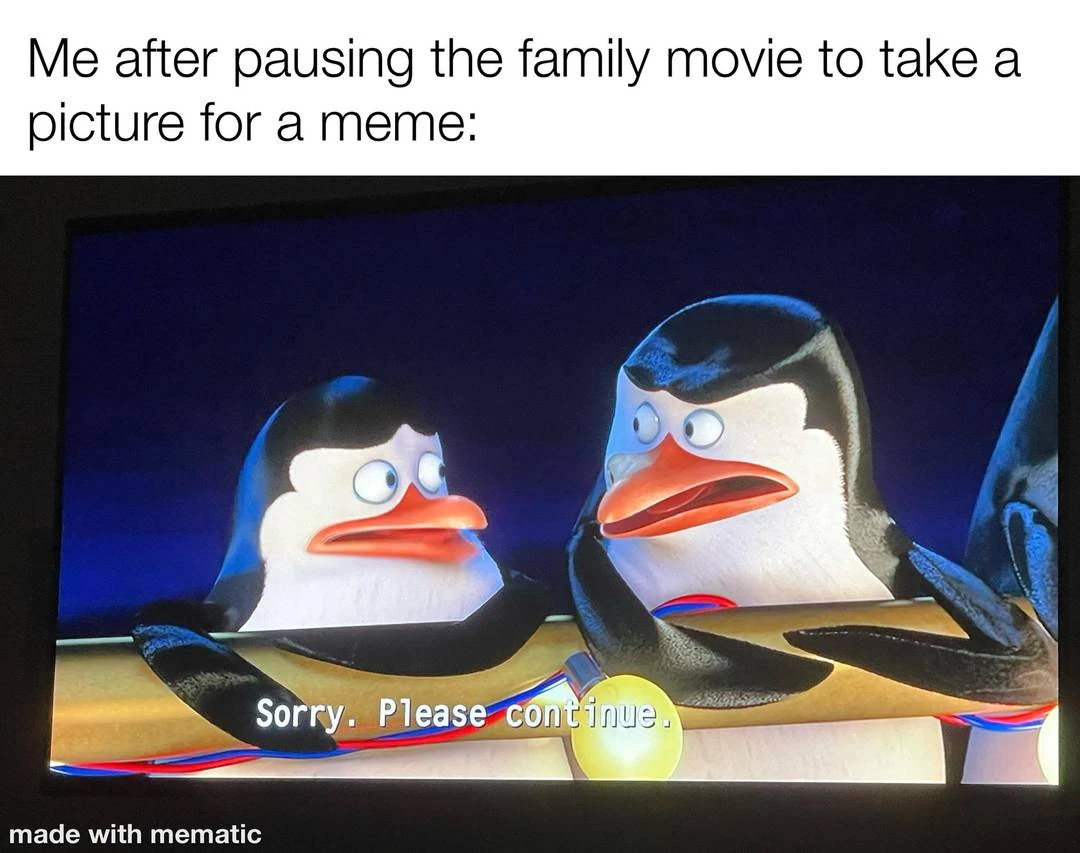 Me after pausing the family movie to take a
picture for a meme:
Sorry. Please continue.
made with mematic